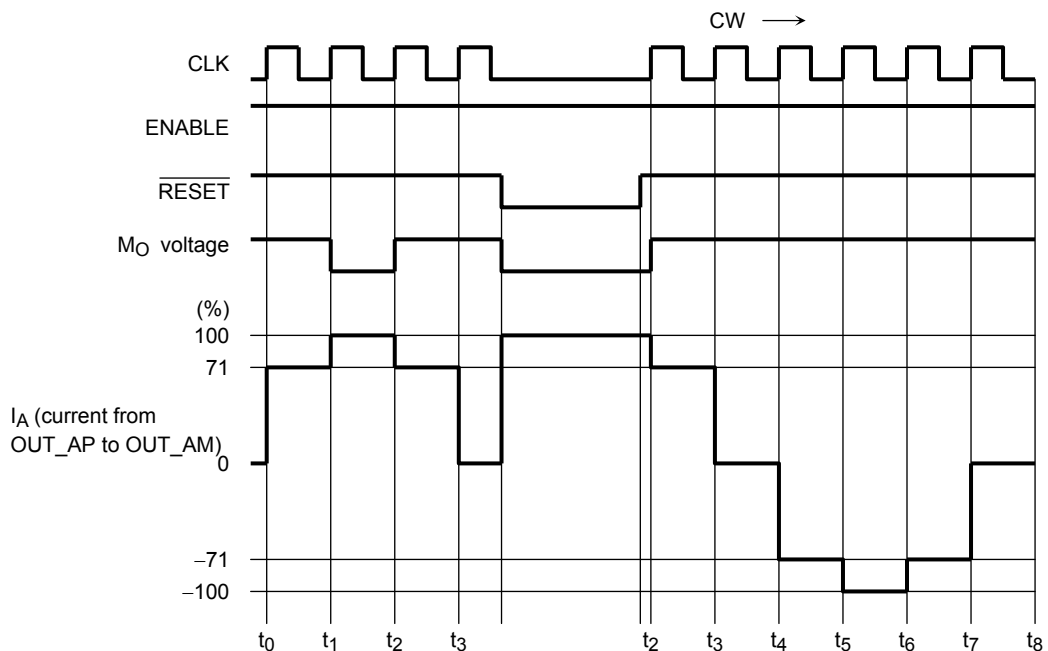 CW
CLK
ENABLE
RESET
MO voltage
(%)
100
71
IA (current from
OUT_AP to OUT_AM)
0
−71
−100
t0 t1 t2 t3 t2 t3 t4 t5 t6 t7 t8